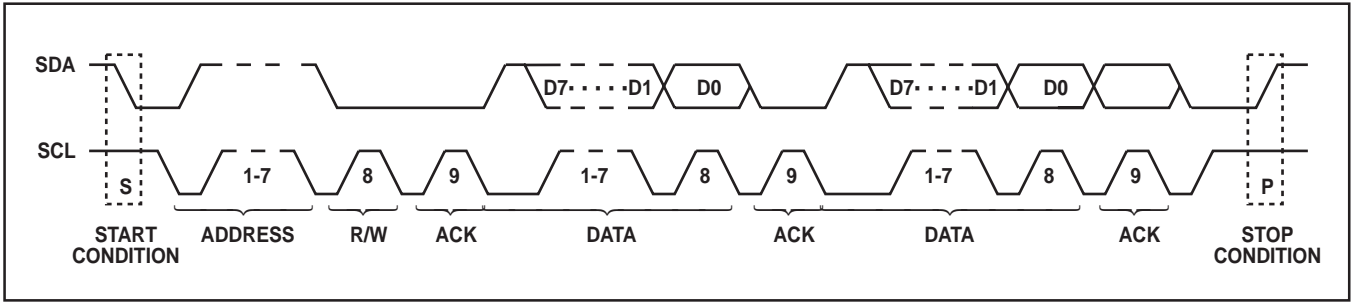 SDA
D7·····D1 D0 D7·····D1 D0
SCL
S 1-7 8 9 1-7 8 9 1-7 8 9 P
START CONDITION ADDRESS R/W ACK DATA ACK DATA ACK STOP CONDITION